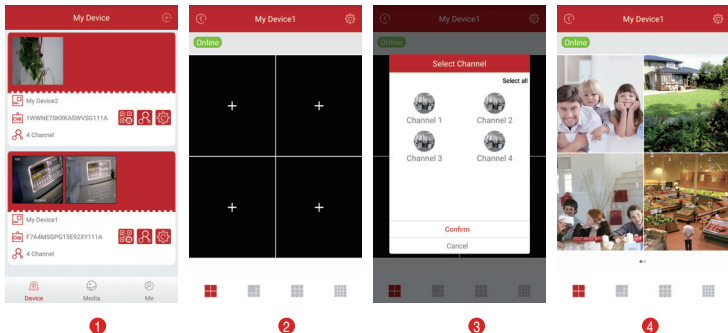 My Device
My Device2
1WWNE7SKRKASWVSG111A
4 Channel
My Device1
F7A4MSGPG15E92XY111A
4 Channel
Device
Media
Me
1
My Device1
Online
2
My Device1
Online
Select Channel
Select all
Channel 1
Channel 2
Channel 3
Channel 4
Confirm
Cancel
3
My Device1
Online
4